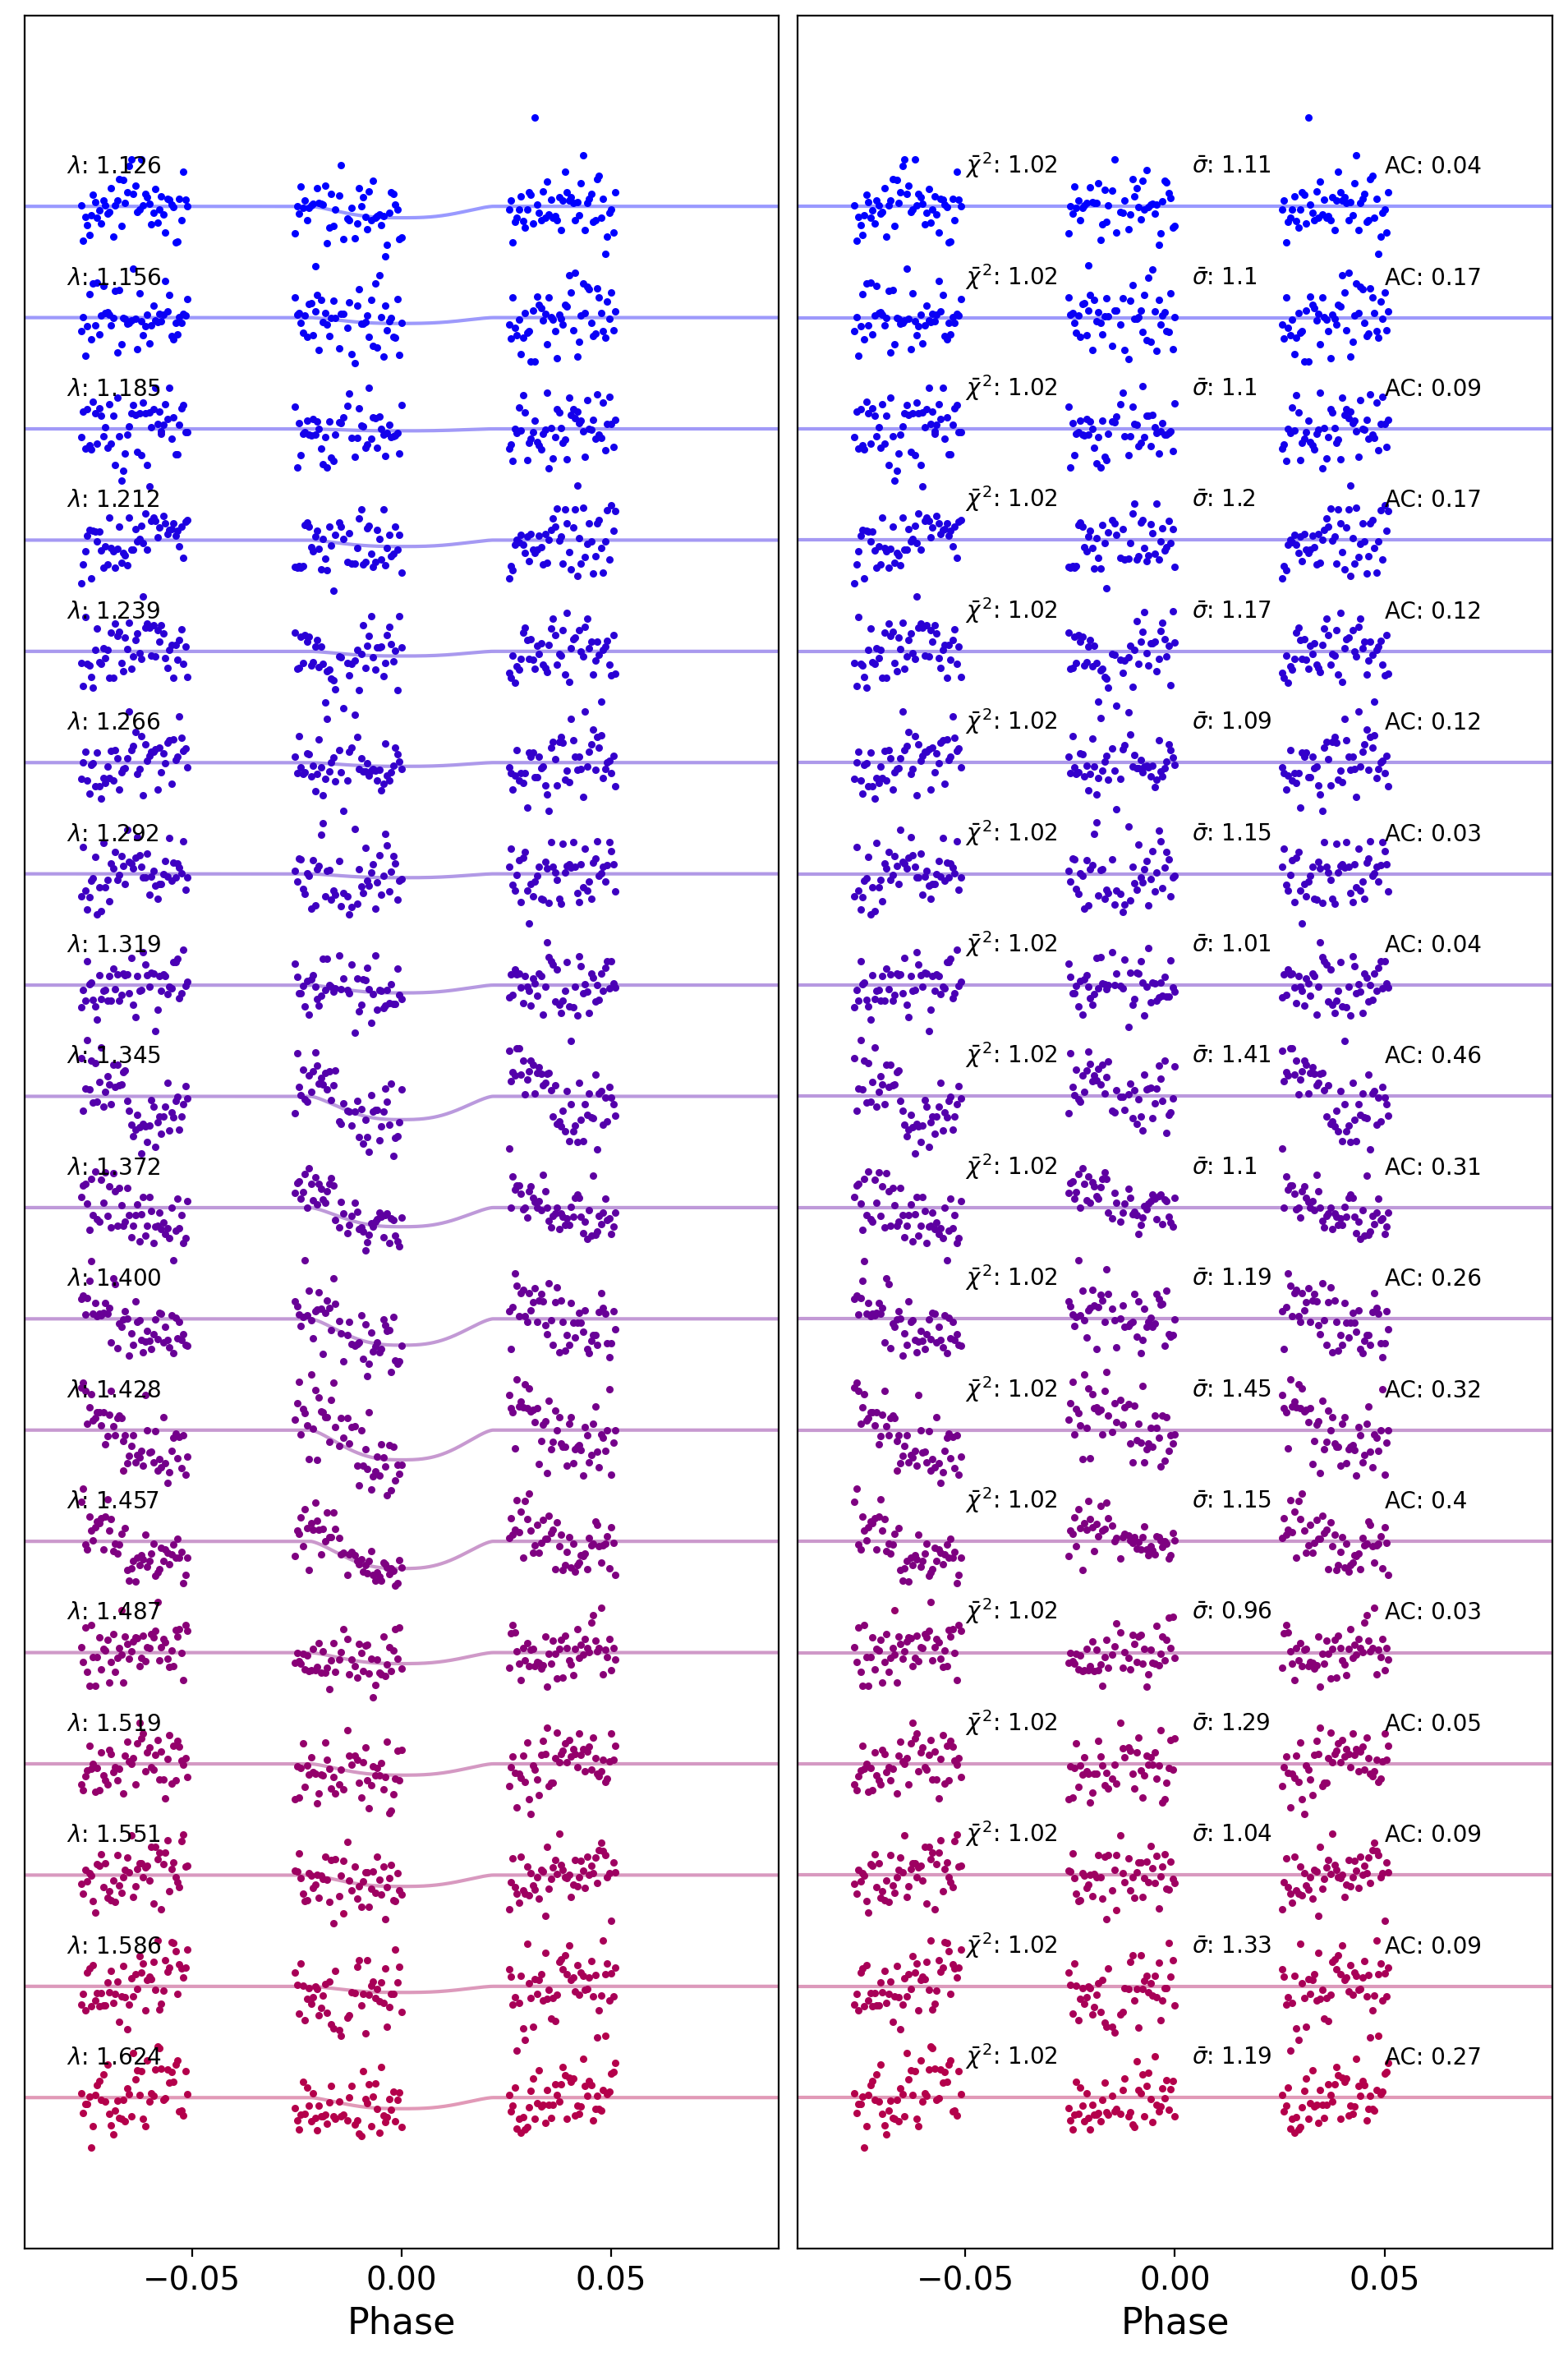 λ: 1.126 χ̄²: 1.02 σ̄: 1.11 AC: 0.04
λ: 1.156 χ̄²: 1.02 σ̄: 1.1 AC: 0.17
λ: 1.185 χ̄²: 1.02 σ̄: 1.1 AC: 0.09
λ: 1.212 χ̄²: 1.02 σ̄: 1.2 AC: 0.17
λ: 1.239 χ̄²: 1.02 σ̄: 1.17 AC: 0.12
λ: 1.266 χ̄²: 1.02 σ̄: 1.09 AC: 0.12
λ: 1.292 χ̄²: 1.02 σ̄: 1.15 AC: 0.03
λ: 1.319 χ̄²: 1.02 σ̄: 1.01 AC: 0.04
λ: 1.345 χ̄²: 1.02 σ̄: 1.41 AC: 0.46
λ: 1.372 χ̄²: 1.02 σ̄: 1.1 AC: 0.31
λ: 1.400 χ̄²: 1.02 σ̄: 1.19 AC: 0.26
λ: 1.428 χ̄²: 1.02 σ̄: 1.45 AC: 0.32
λ: 1.457 χ̄²: 1.02 σ̄: 1.15 AC: 0.4
λ: 1.487 χ̄²: 1.02 σ̄: 0.96 AC: 0.03
λ: 1.519 χ̄²: 1.02 σ̄: 1.29 AC: 0.05
λ: 1.551 χ̄²: 1.02 σ̄: 1.04 AC: 0.09
λ: 1.586 χ̄²: 1.02 σ̄: 1.33 AC: 0.09
λ: 1.624 χ̄²: 1.02 σ̄: 1.19 AC: 0.27
−0.05 0.00 0.05 −0.05 0.00 0.05
Phase Phase